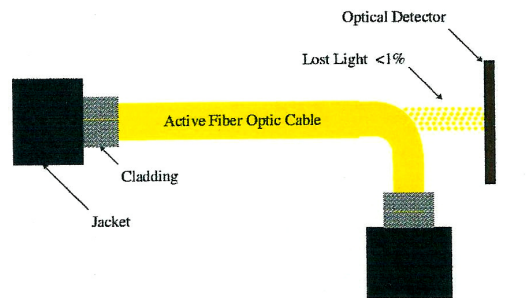 Optical Detector
Lost Light <1%
Active Fiber Optic Cable
Cladding
Jacket